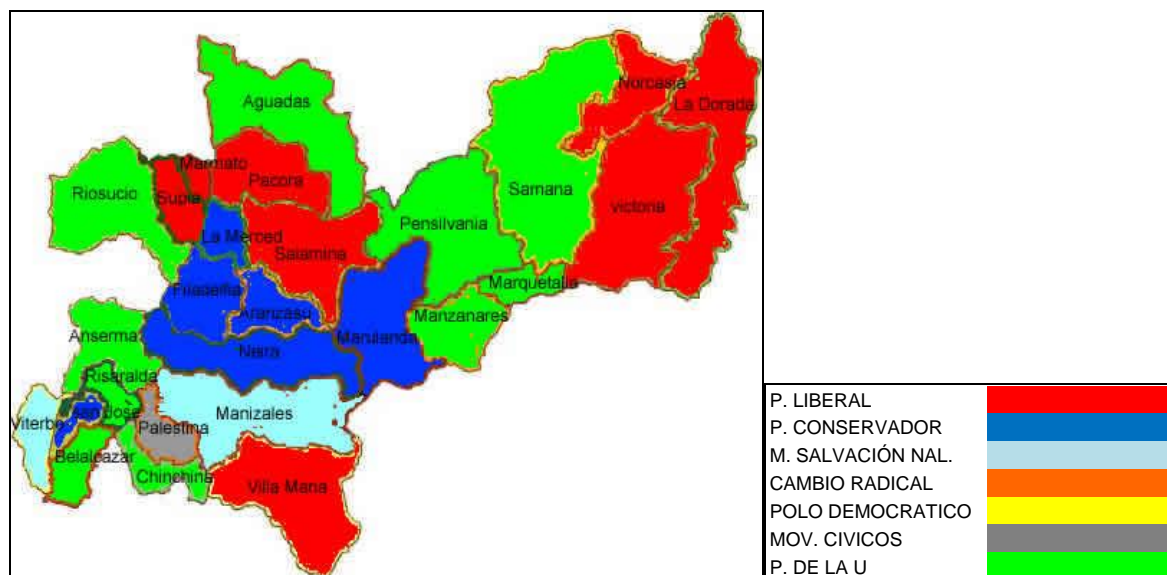 Norcasia
La Dorada
Aguadas
Marmato
Pacora
Riosucio
Supia
Samana
victoria
Pensilvania
La Merced
Salamina
Marquetalia
Filadelfia
Aranzasu
Manzanares
Anserma
Marulanda
Neira
Risaralda
san Jose
Manizales
Viterbo
Palestina
Belalcazar
Chinchina
Villa Maria
P. LIBERAL
P. CONSERVADOR
M. SALVACIÓN NAL.
CAMBIO RADICAL
POLO DEMOCRATICO
MOV. CIVICOS
P. DE LA U